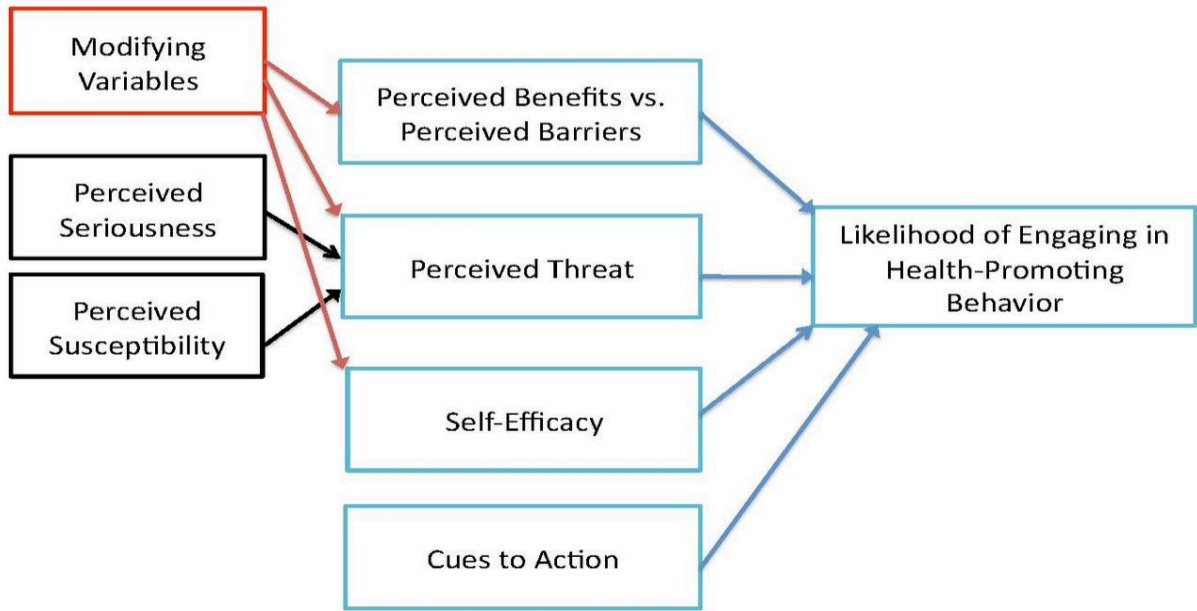 Modifying
Variables
Perceived Benefits vs.
Perceived Barriers
Perceived
Seriousness
Perceived Threat
Likelihood of Engaging in
Health-Promoting
Behavior
Perceived
Susceptibility
Self-Efficacy
Cues to Action